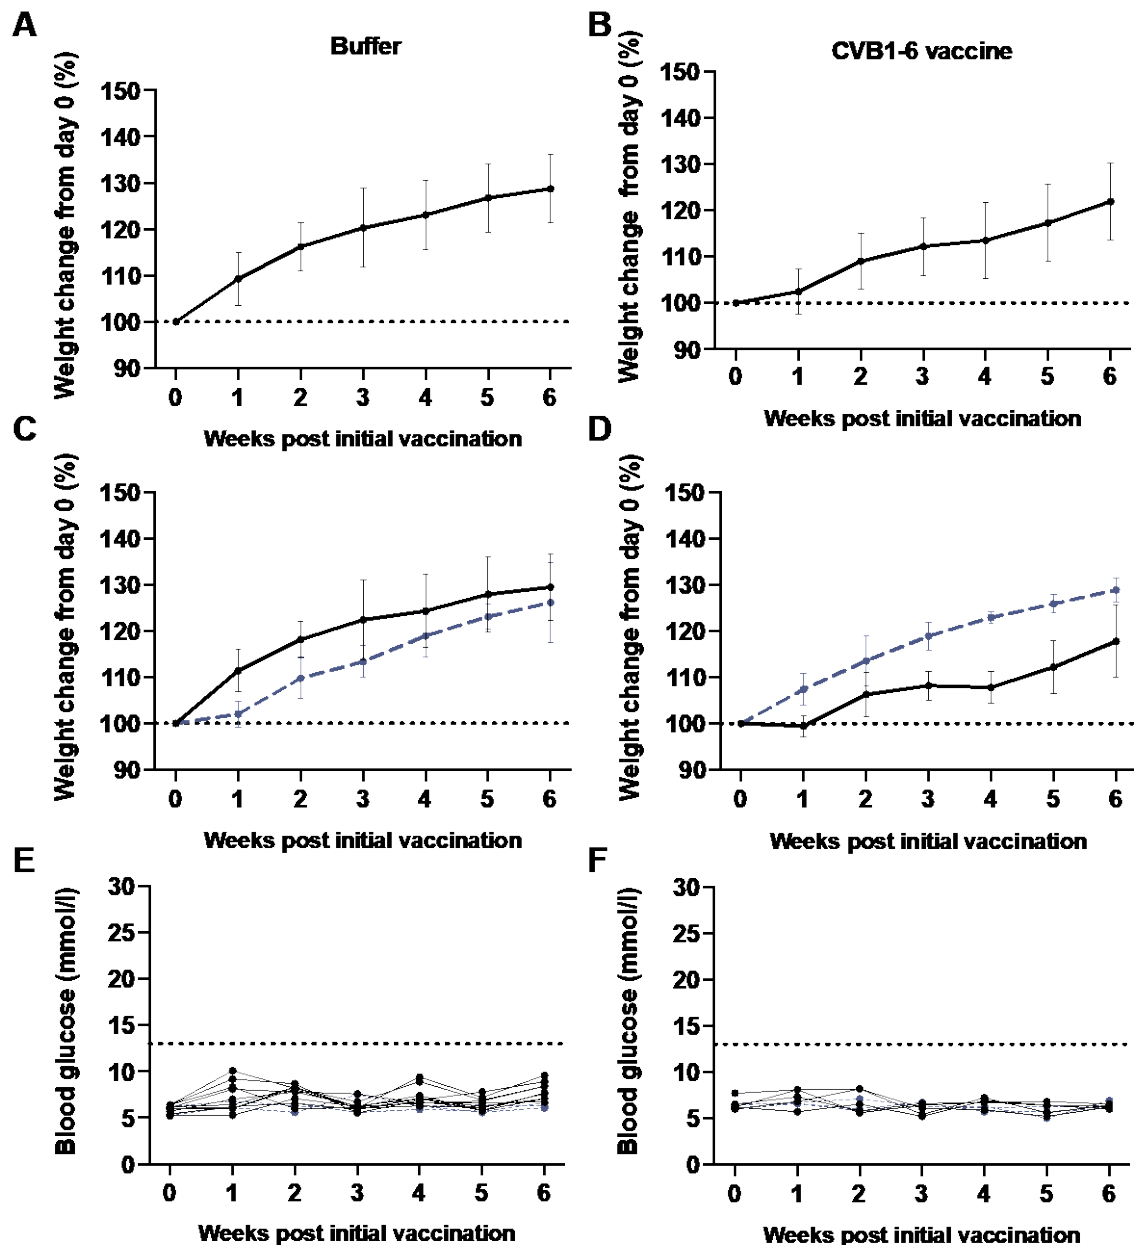 A
Buffer
Weight change from day 0 (%)
150
140
130
120
110
100
90
0 1 2 3 4 5 6
Weeks post initial vaccination
B
CVB1-6 vaccine
Weight change from day 0 (%)
150
140
130
120
110
100
90
0 1 2 3 4 5 6
Weeks post initial vaccination
C
Weight change from day 0 (%)
150
140
130
120
110
100
90
0 1 2 3 4 5 6
Weeks post initial vaccination
D
Weight change from day 0 (%)
150
140
130
120
110
100
90
0 1 2 3 4 5 6
Weeks post initial vaccination
E
Blood glucose (mmol/l)
30
25
20
15
10
5
0
0 1 2 3 4 5 6
Weeks post initial vaccination
F
Blood glucose (mmol/l)
30
25
20
15
10
5
0
0 1 2 3 4 5 6
Weeks post initial vaccination